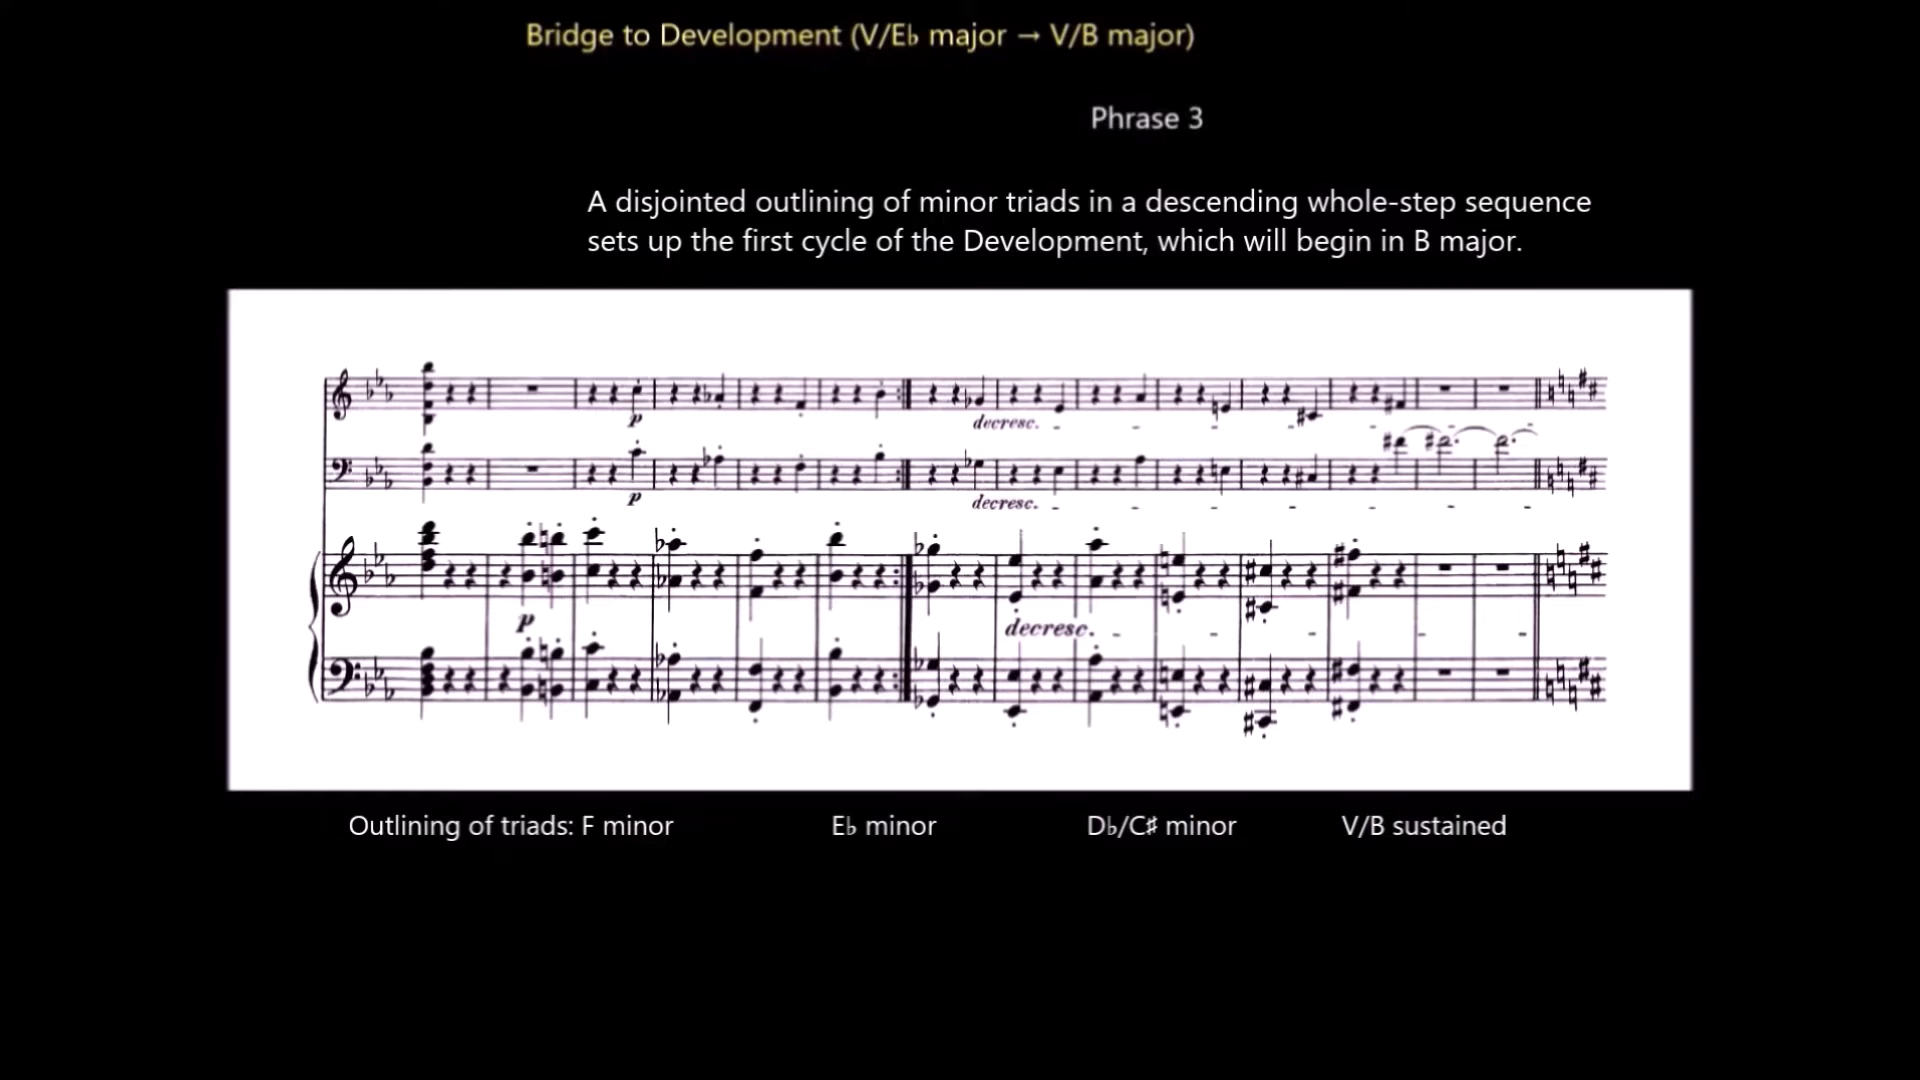 Bridge to Development (V/E♭ major → V/B major)
Phrase 3
A disjointed outlining of minor triads in a descending whole-step sequence
sets up the first cycle of the Development, which will begin in B major.
p
decresc.
p
decresc.
p
decresc.
Outlining of triads: F minor E♭ minor D♭/C♯ minor V/B sustained